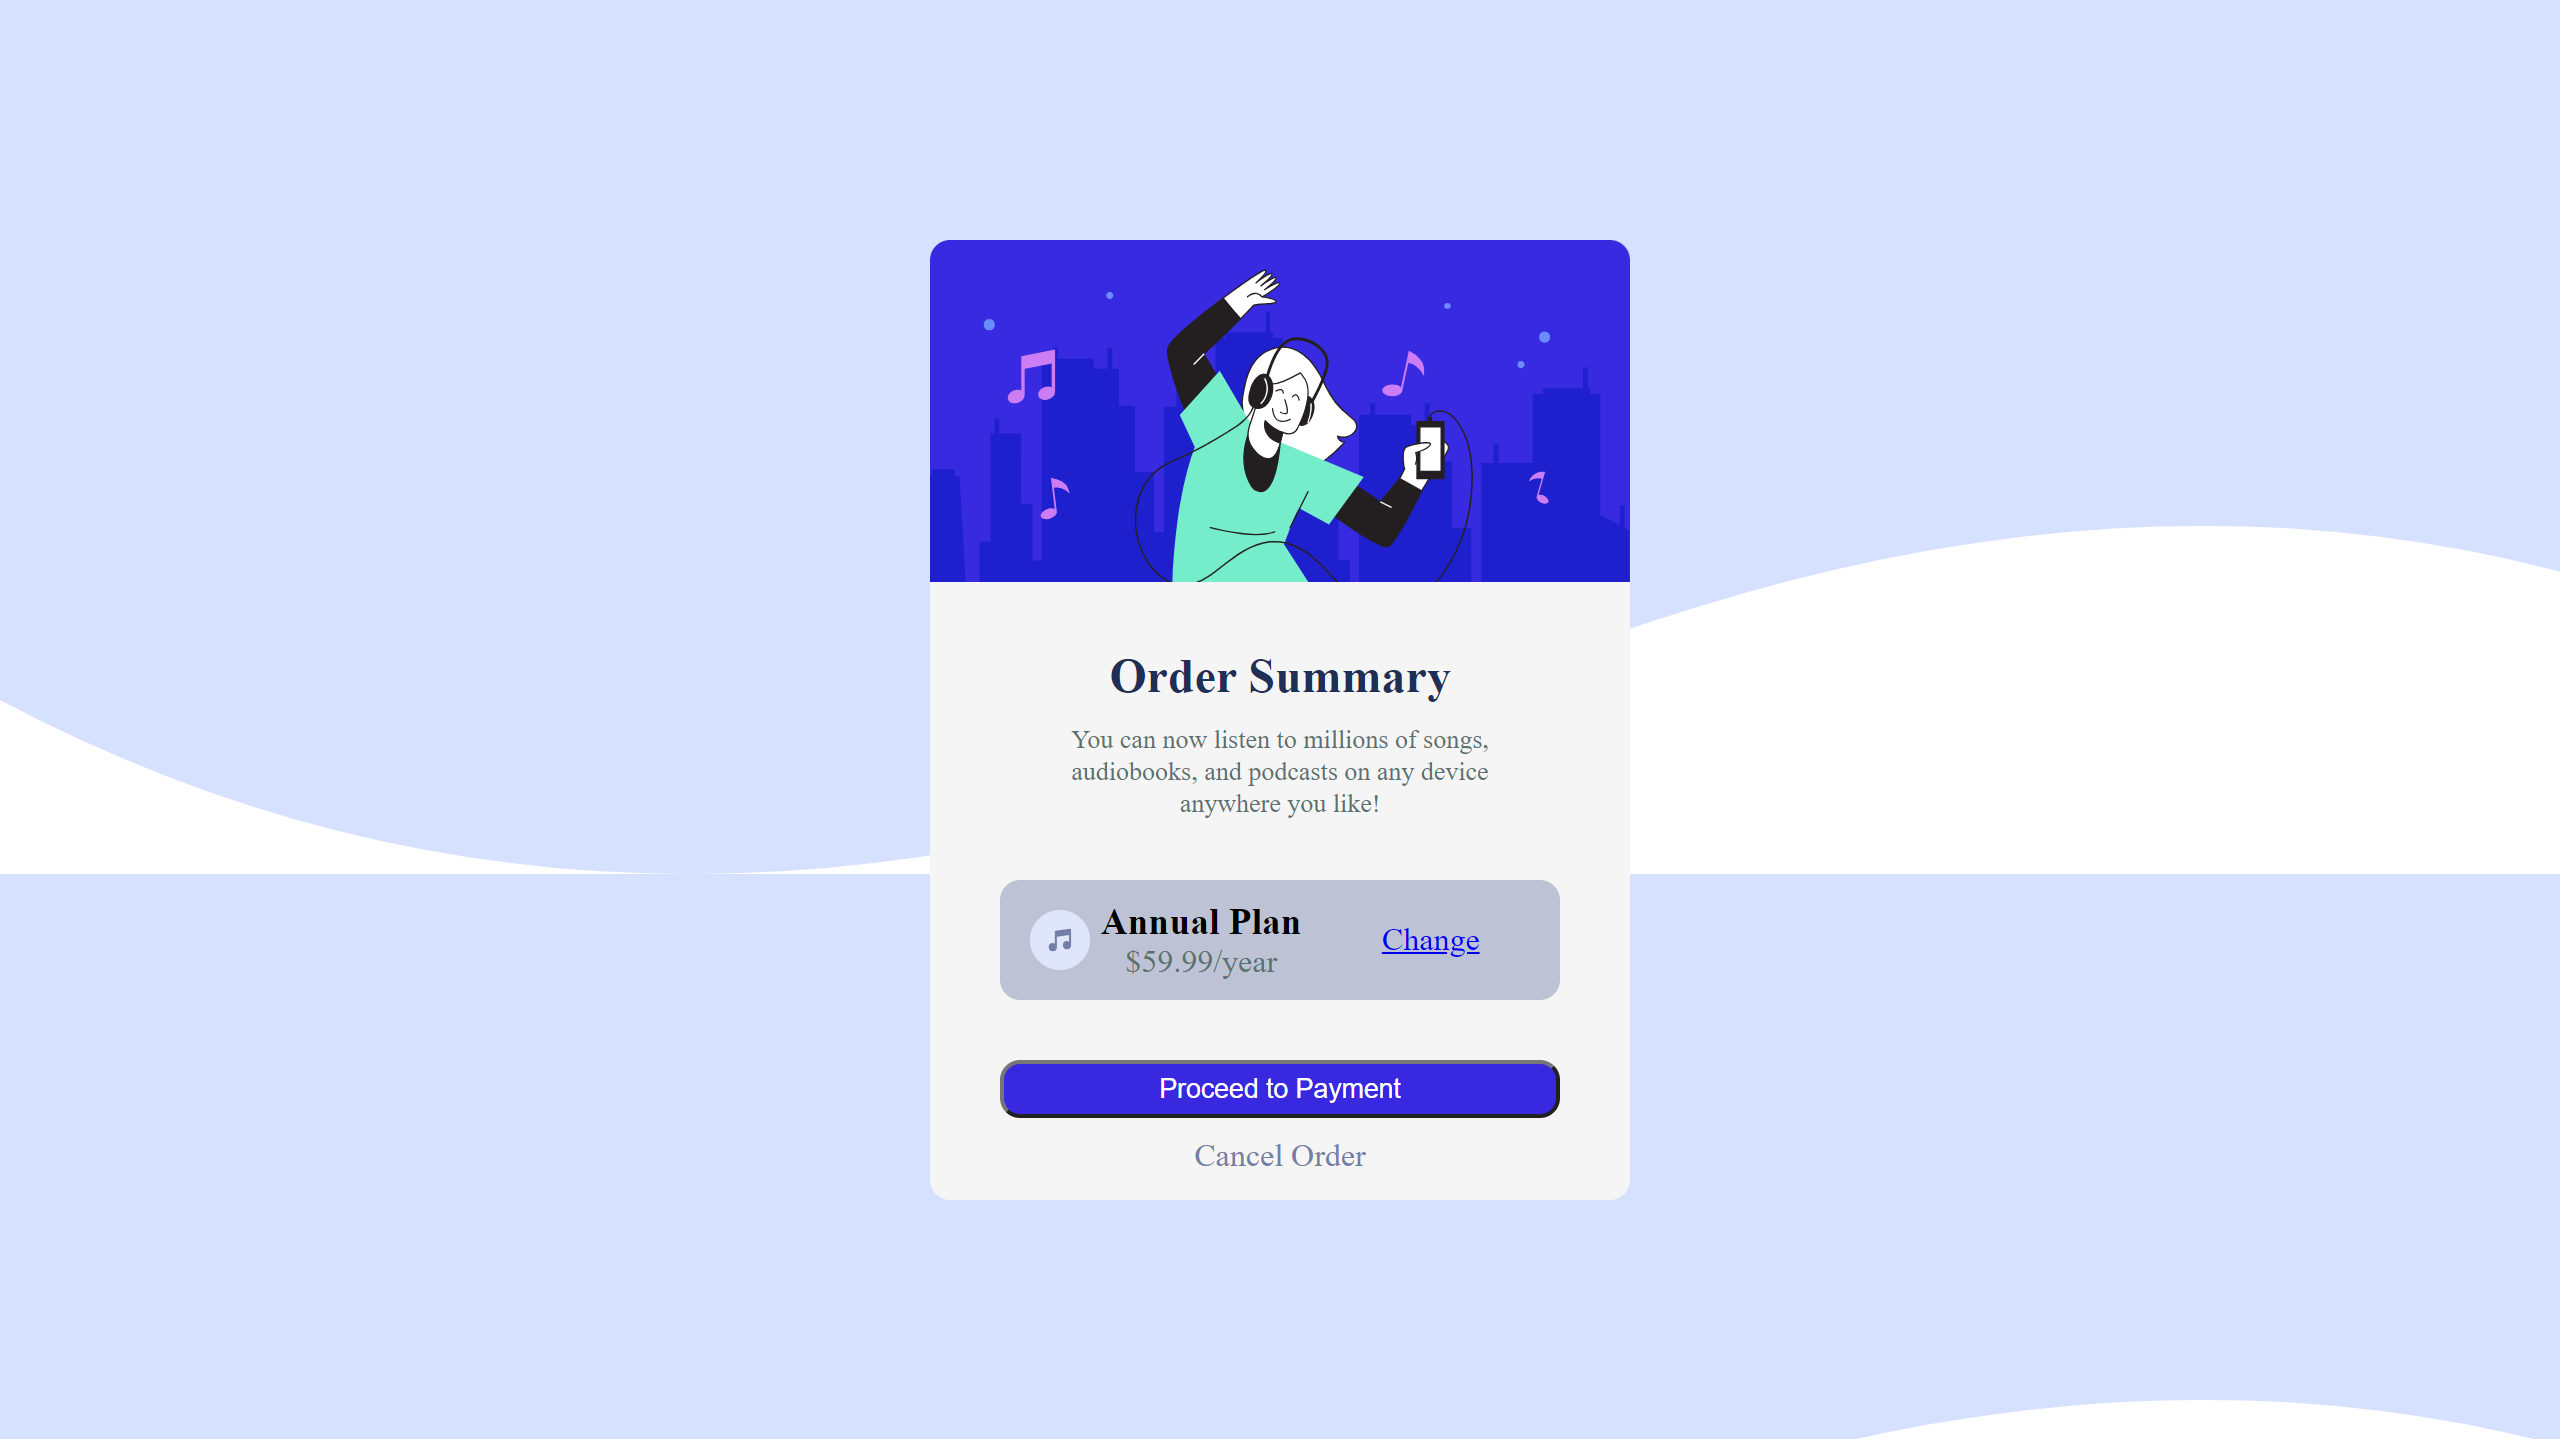 Order Summary
You can now listen to millions of songs,
audiobooks, and podcasts on any device
anywhere you like!
Annual Plan
$59.99/year
Change
Proceed to Payment
Cancel Order